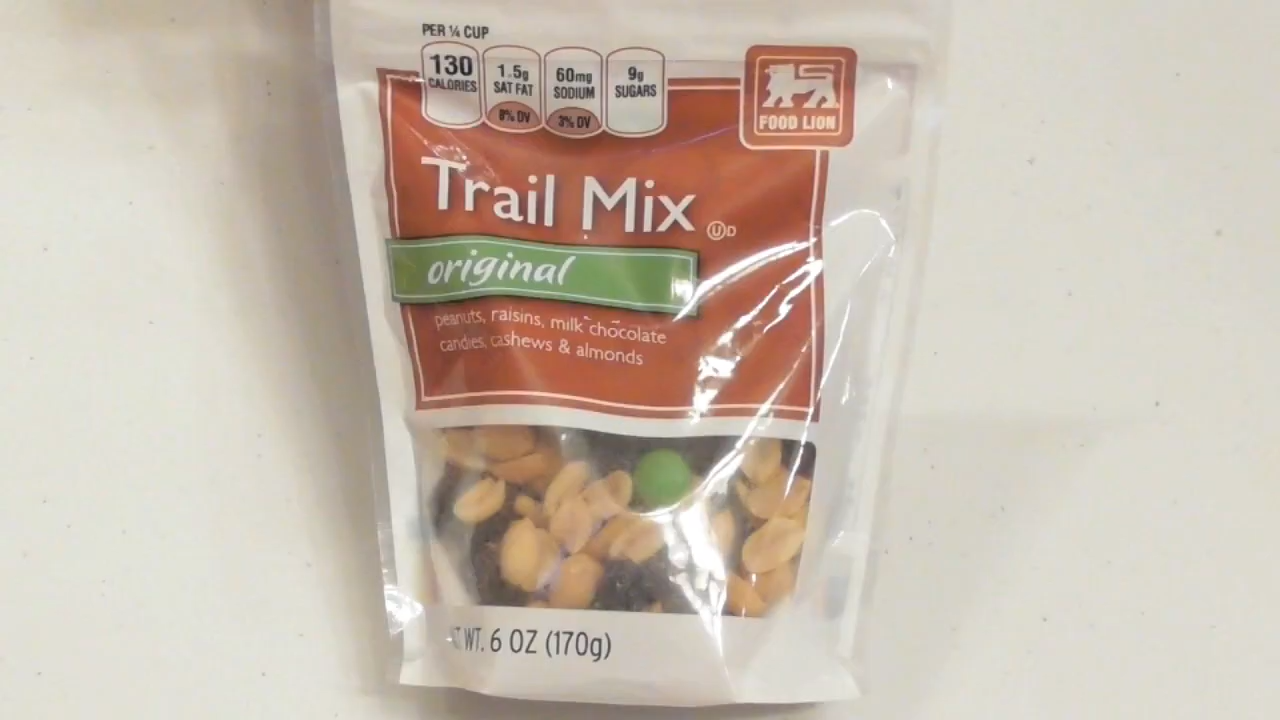 PER 1/4 CUP
130 CALORIES
1.5g SAT FAT
8% DV
60mg SODIUM
3% DV
9g SUGARS
FOOD LION
Trail Mix
UD
original
peanuts, raisins, milk chocolate
candies, cashews & almonds
WT. 6 OZ (170g)